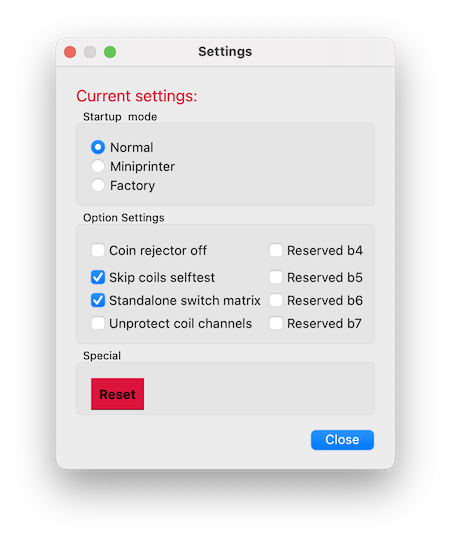 Settings
Current settings:
Startup mode
Normal
Miniprinter
Factory
Option Settings
Coin rejector off Reserved b4
Skip coils selftest Reserved b5
Standalone switch matrix Reserved b6
Unprotect coil channels Reserved b7
Special
Reset
Close